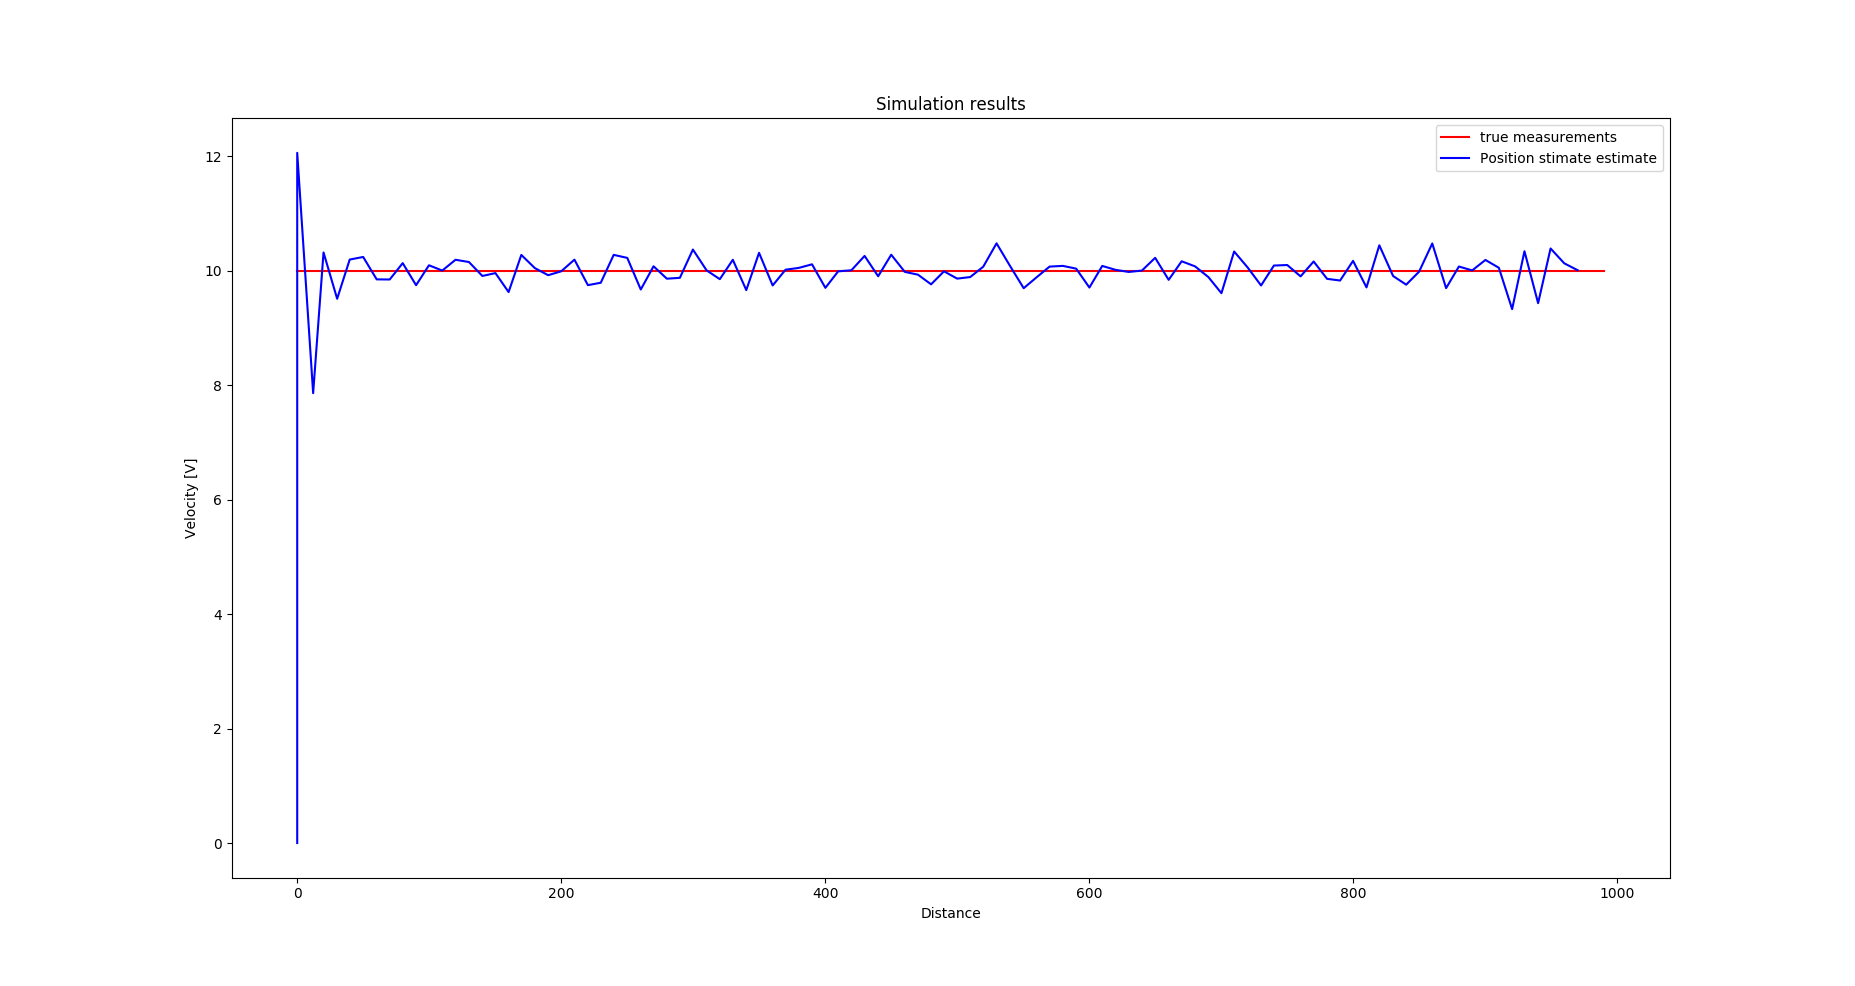 Simulation results
true measurements
Position stimate estimate
12
10
8
6
4
2
0
Velocity [V]
0 200 400 600 800 1000
Distance